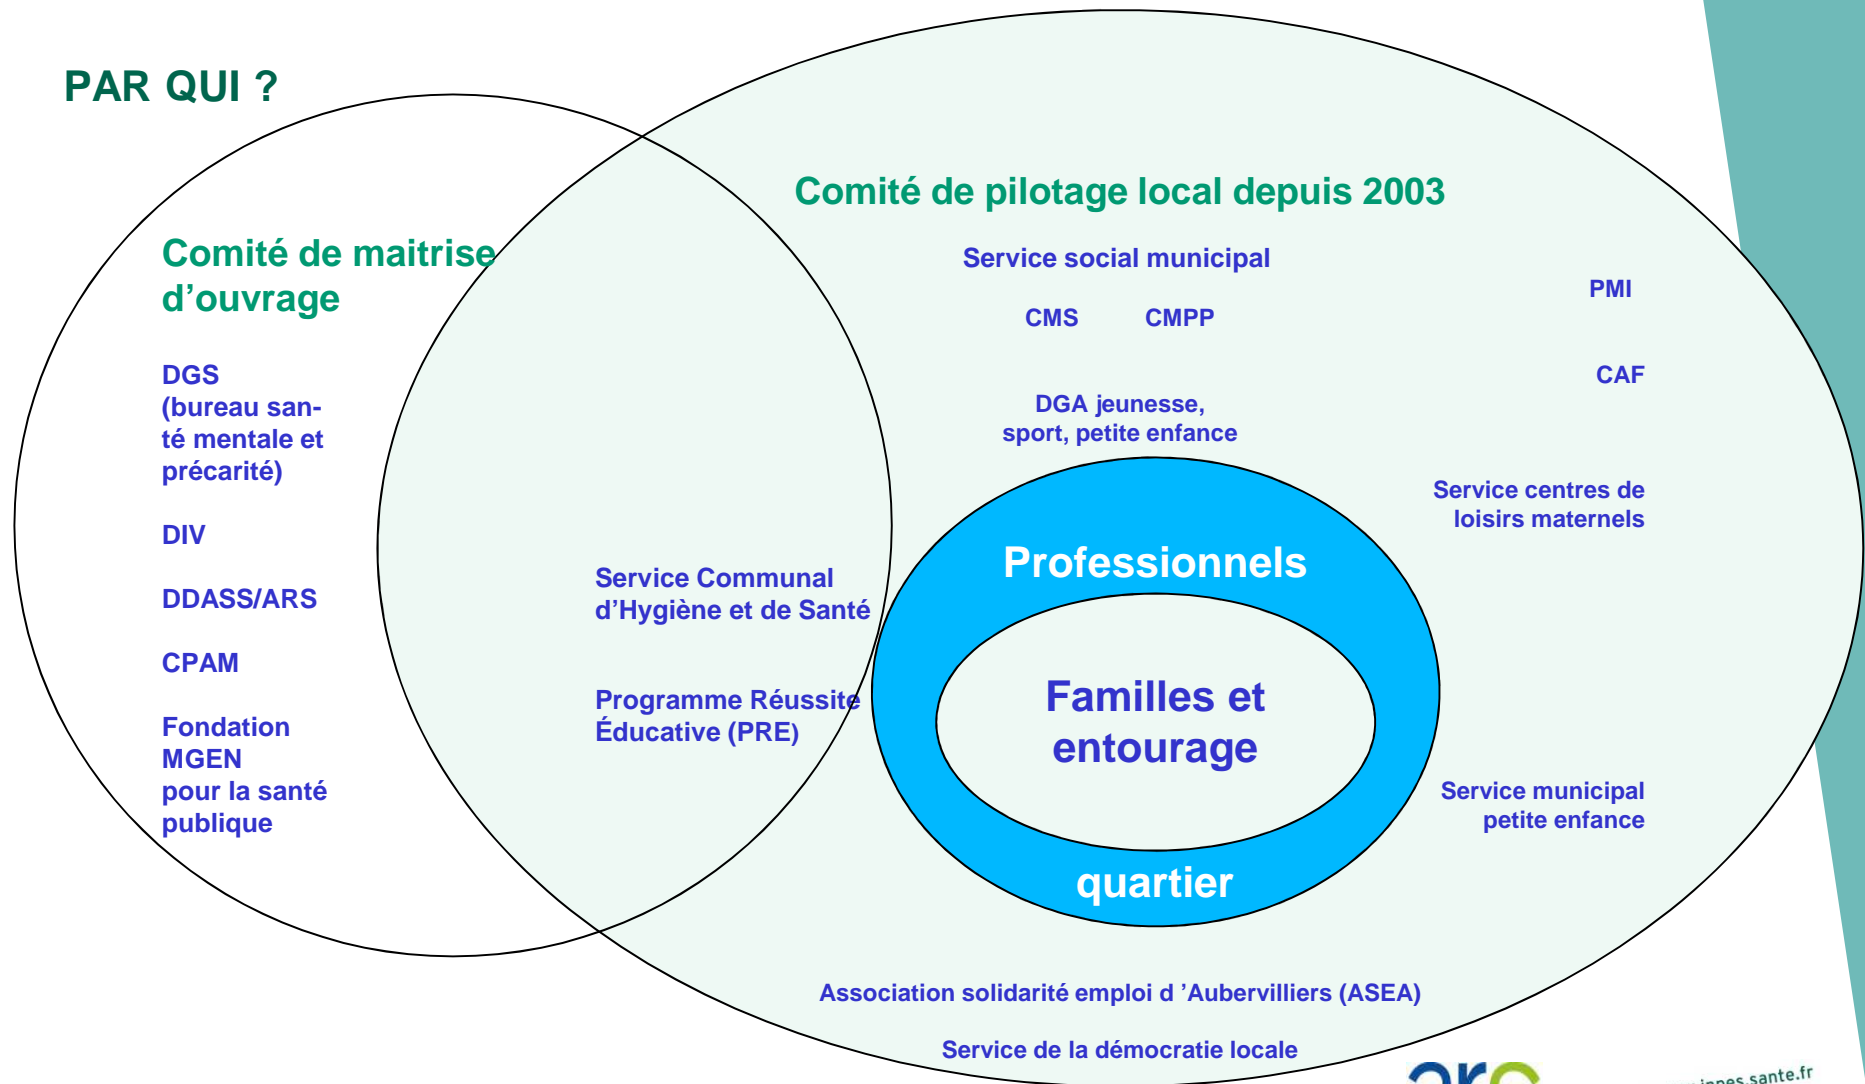 PAR QUI ?
Comité de maitrise
d'ouvrage
DGS
(bureau san-
té mentale et
précarité)
DIV
DDASS/ARS
CPAM
Fondation
MGEN
pour la santé
publique
Service Communal
d'Hygiène et de Santé
Programme Réussite
Éducative (PRE)
Comité de pilotage local depuis 2003
Service social municipal
CMS CMPP
DGA jeunesse,
sport, petite enfance
PMI
CAF
Service centres de
loisirs maternels
Professionnels
Familles et
entourage
quartier
Service municipal
petite enfance
Association solidarité emploi d ’Aubervilliers (ASEA)
Service de la démocratie locale